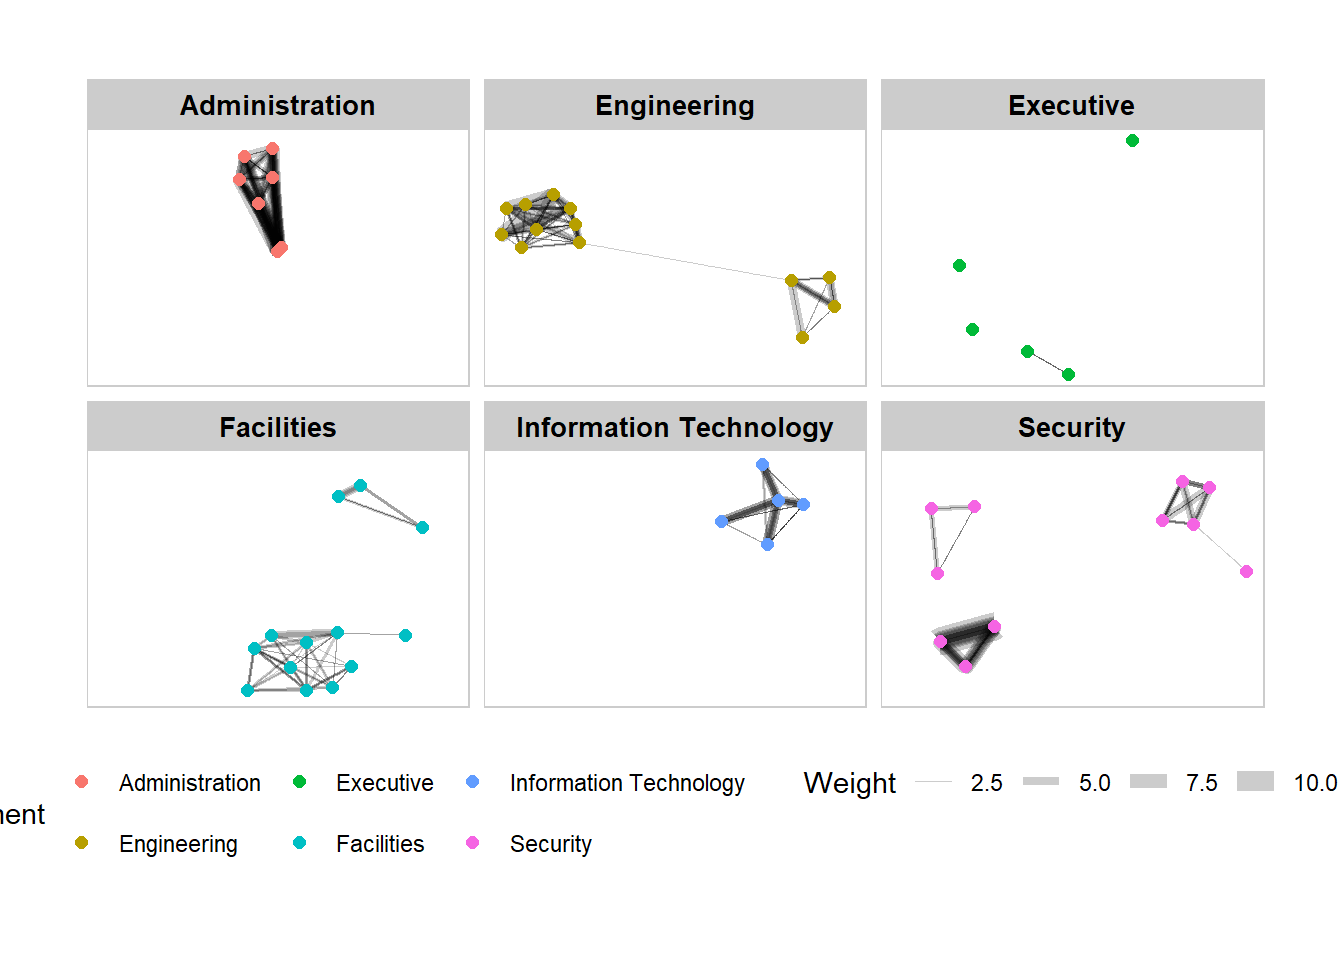 Administration
Engineering
Executive
Facilities
Information Technology
Security
Administration
Executive
Information Technology
Weight
2.5
5.0
7.5
10.0
Engineering
Facilities
Security